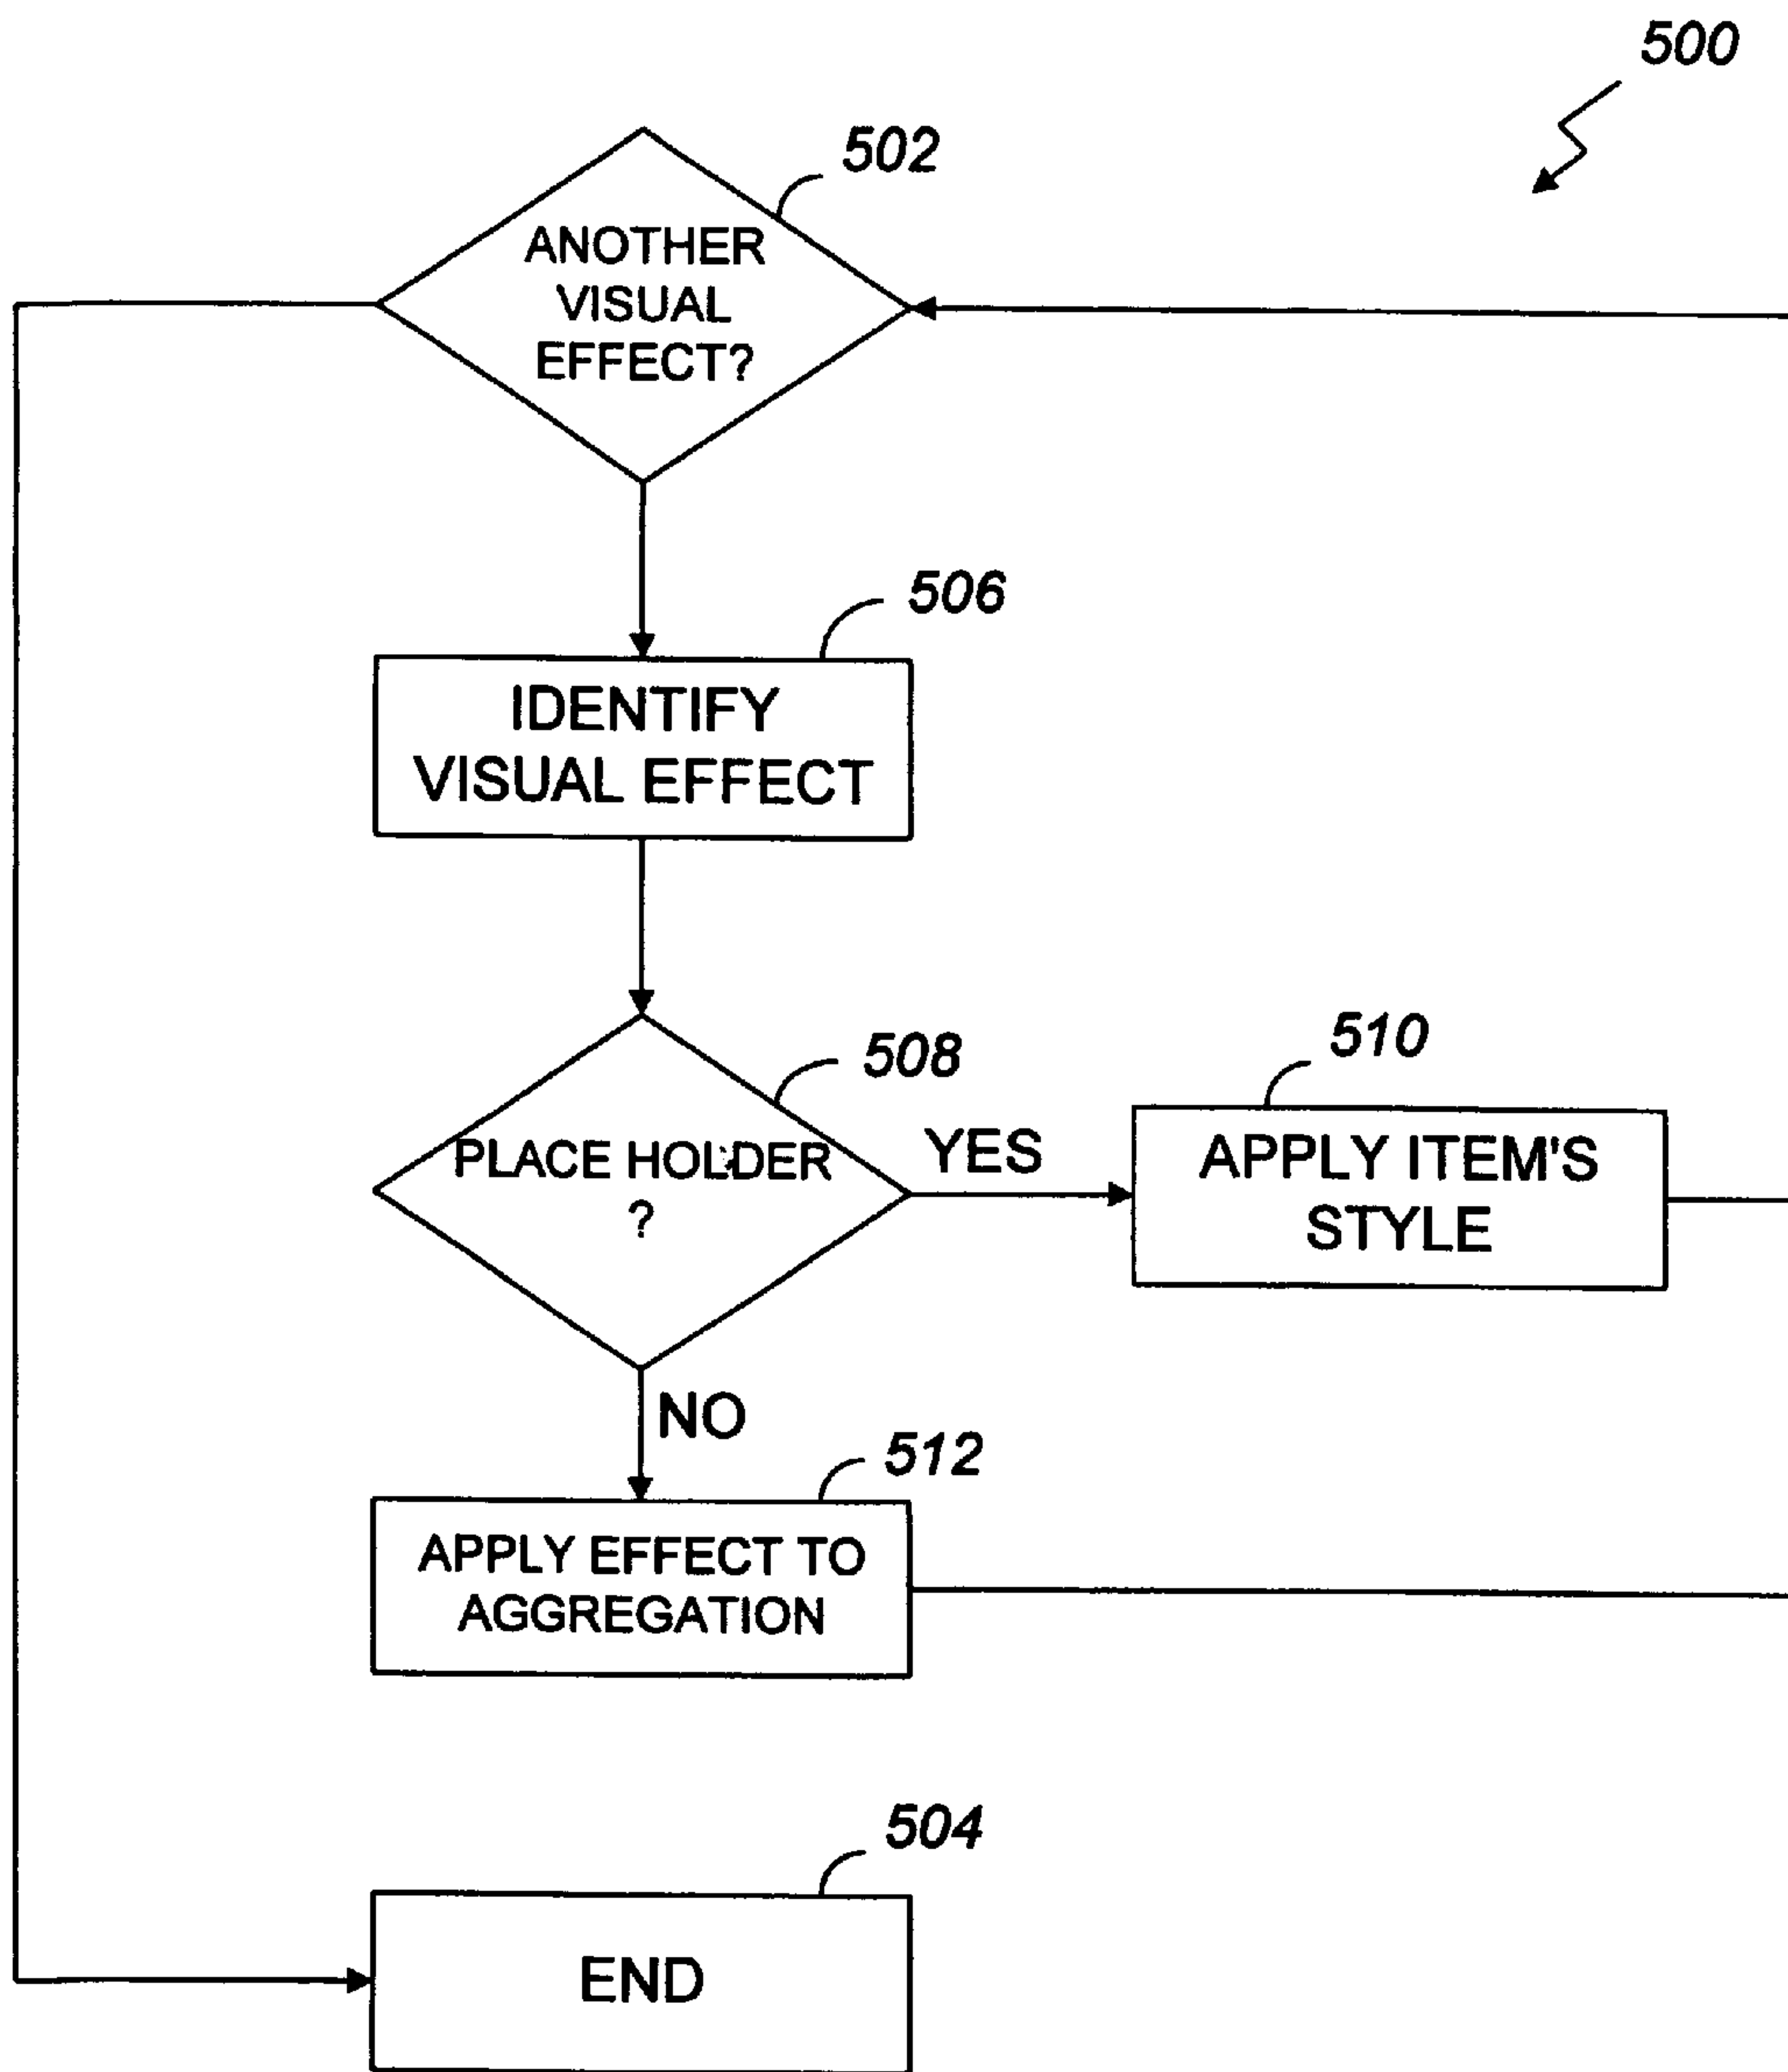 500
502
ANOTHER
VISUAL
EFFECT?
506
IDENTIFY
VISUAL EFFECT
508
PLACE HOLDER
?
YES
510
APPLY ITEM'S
STYLE
NO
512
APPLY EFFECT TO
AGGREGATION
504
END